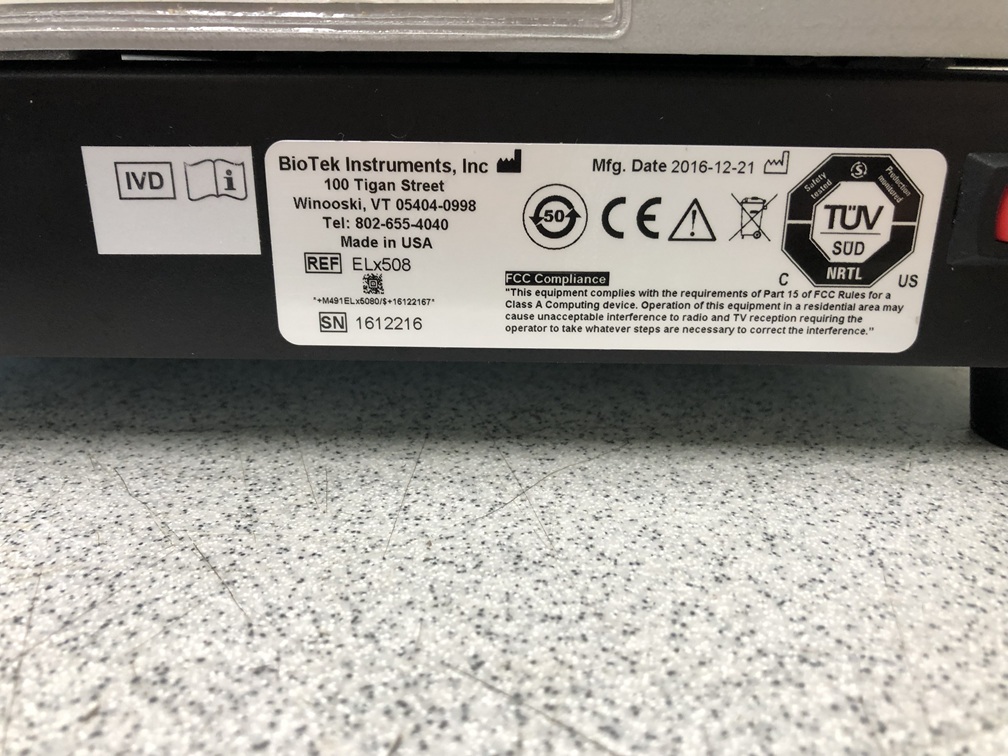 IVD
i
BioTek Instruments, Inc
100 Tigan Street
Winooski, VT 05404-0998
Tel: 802-655-4040
Made in USA
REF ELx508
*+M491ELx5080/$+16122167*
SN 1612216
Mfg. Date 2016-12-21
50
CE
Safety tested
S
Production monitored
TÜV
SÜD
NRTL
C US
FCC Compliance
"This equipment complies with the requirements of Part 15 of FCC Rules for a
Class A Computing device. Operation of this equipment in a residential area may
cause unacceptable interference to radio and TV reception requiring the
operator to take whatever steps are necessary to correct the interference."